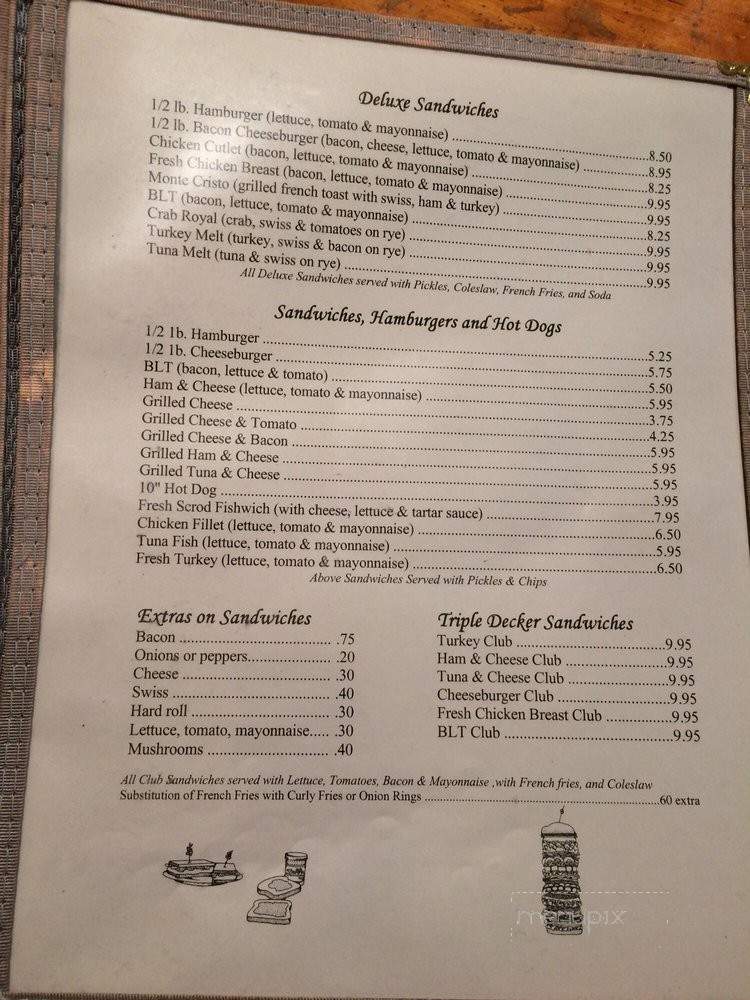 Deluxe Sandwiches
1/2 lb. Hamburger (lettuce, tomato & mayonnaise) ....................8.50
1/2 lb. Bacon Cheeseburger (bacon, cheese, lettuce, tomato & mayonnaise) ....................8.95
Chicken Cutlet (bacon, lettuce, tomato & mayonnaise) ....................8.25
Fresh Chicken Breast (bacon, lettuce, tomato & mayonnaise) ....................9.95
Monte Cristo (grilled french toast with swiss, ham & turkey) ....................9.95
BLT (bacon, lettuce, tomato & mayonnaise) ....................8.25
Crab Royal (crab, swiss & tomatoes on rye) ....................9.95
Turkey Melt (turkey, swiss & bacon on rye) ....................9.95
Tuna Melt (tuna & swiss on rye) ....................9.95
All Deluxe Sandwiches served with Pickles, Coleslaw, French Fries, and Soda
Sandwiches, Hamburgers and Hot Dogs
1/2 1b. Hamburger ....................5.25
1/2 1b. Cheeseburger ....................5.75
BLT (bacon, lettuce & tomato) ....................5.50
Ham & Cheese (lettuce, tomato & mayonnaise) ....................5.95
Grilled Cheese ....................3.75
Grilled Cheese & Tomato ....................4.25
Grilled Cheese & Bacon ....................5.95
Grilled Ham & Cheese ....................5.95
Grilled Tuna & Cheese ....................5.95
10" Hot Dog ....................3.95
Fresh Scrod Fishwich (with cheese, lettuce & tartar sauce) ....................7.95
Chicken Fillet (lettuce, tomato & mayonnaise) ....................6.50
Tuna Fish (lettuce, tomato & mayonnaise) ....................5.95
Fresh Turkey (lettuce, tomato & mayonnaise) ....................6.50
Above Sandwiches Served with Pickles & Chips
Extras on Sandwiches
Bacon .................... .75
Onions or peppers.................... .20
Cheese .................... .30
Swiss .................... .40
Hard roll .................... .30
Lettuce, tomato, mayonnaise..... .30
Mushrooms .................... .40
Triple Decker Sandwiches
Turkey Club ....................9.95
Ham & Cheese Club ....................9.95
Tuna & Cheese Club ....................9.95
Cheeseburger Club ....................9.95
Fresh Chicken Breast Club ....................9.95
BLT Club ....................9.95
All Club Sandwiches served with Lettuce, Tomatoes, Bacon & Mayonnaise ,with French fries, and Coleslaw
Substitution of French Fries with Curly Fries or Onion Rings ....................60 extra
menupix